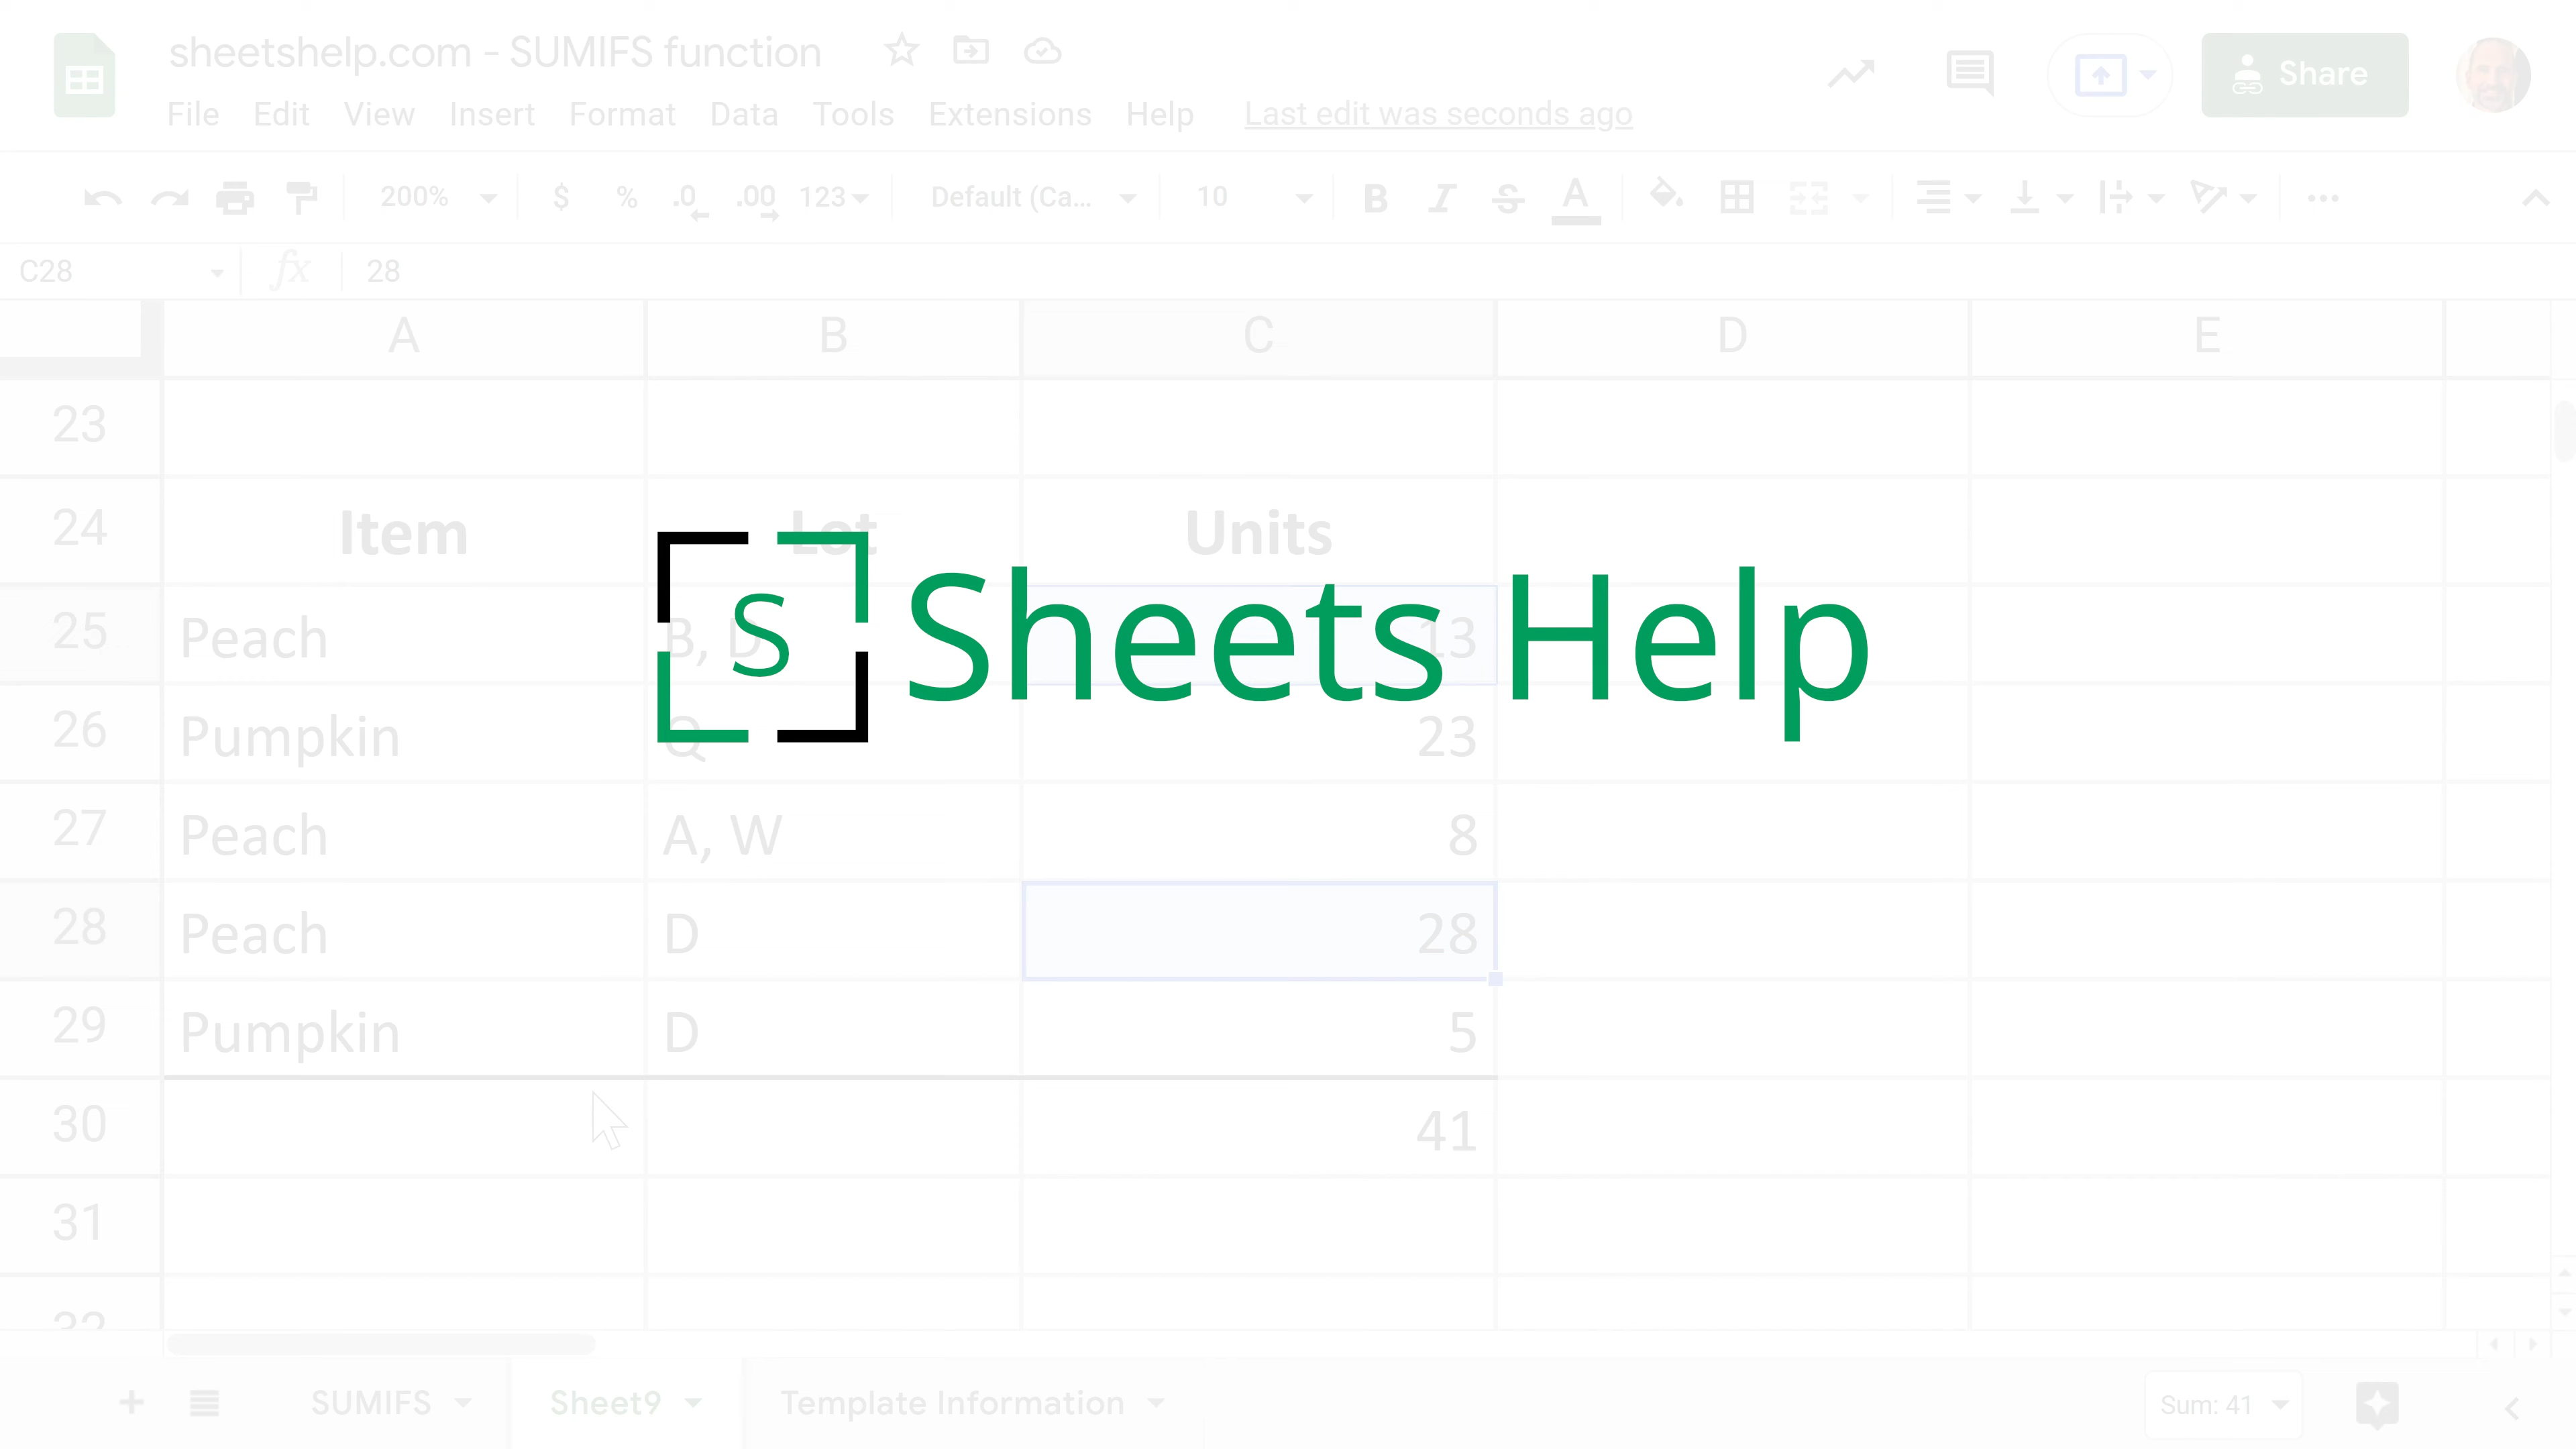 sheetshelp.com - SUMIFS function
File Edit View Insert Format Data Tools Extensions Help Last edit was seconds ago
Share
200% $ % .0 .00 123 Default (Ca... 10 B I S A ...
C28 fx 28
A B C D E
23
24 Item Lot Units
S Sheets Help
25 Peach B, D 13
26 Pumpkin Q 23
27 Peach A, W 8
28 Peach D 28
29 Pumpkin D 5
30 41
31
32
+ SUMIFS Sheet9 Template Information Sum: 41